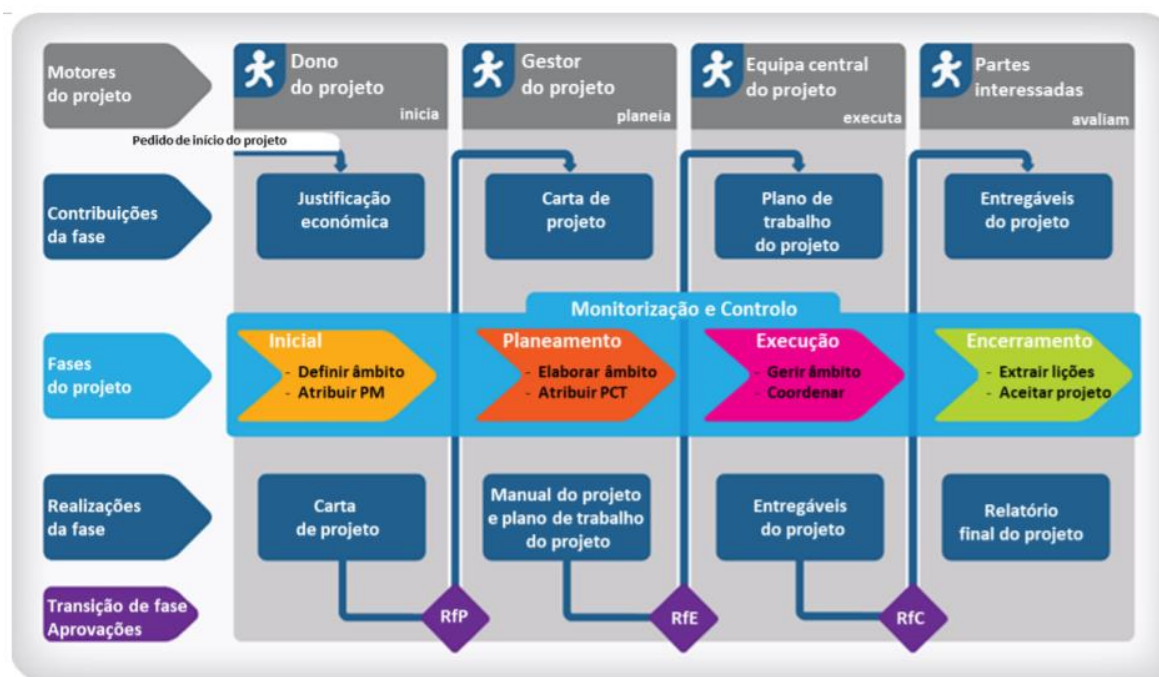 Motores
do projeto
Dono
do projeto
inicia
Gestor
do projeto
planeia
Equipa central
do projeto
executa
Partes
interessadas
avaliam
Pedido de início do projeto
Contribuições
da fase
Justificação
económica
Carta de
projeto
Plano de
trabalho
do projeto
Entregáveis
do projeto
Monitorização e Controlo
Fases
do projeto
Inicial
- Definir âmbito
- Atribuir PM
Planeamento
- Elaborar âmbito
- Atribuir PCT
Execução
- Gerir âmbito
- Coordenar
Encerramento
- Extrair lições
- Aceitar projeto
Realizações
da fase
Carta
de projeto
Manual do projeto
e plano de trabalho
do projeto
Entregáveis
do projeto
Relatório
final do projeto
Transição de fase
Aprovações
RfP
RfE
RfC